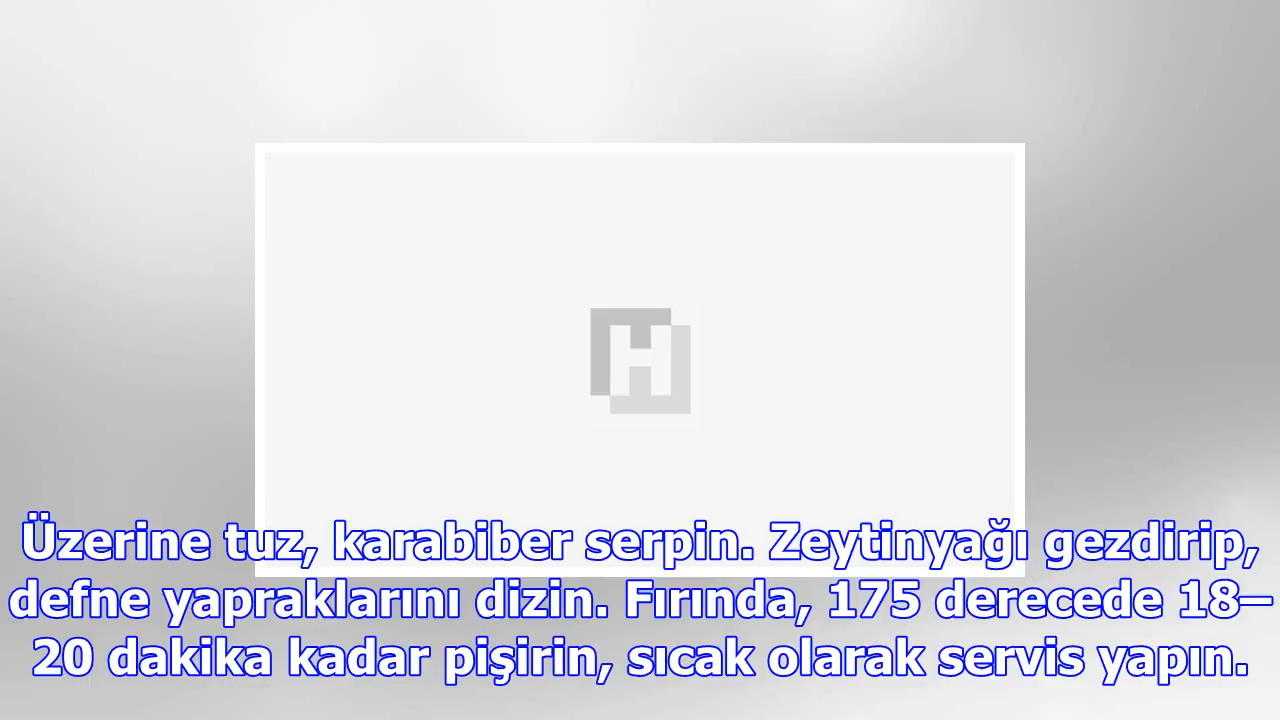 H
Üzerine tuz, karabiber serpin. Zeytinyağı gezdirip,
defne yapraklarını dizin. Fırında, 175 derecede 18–
20 dakika kadar pişirin, sıcak olarak servis yapın.